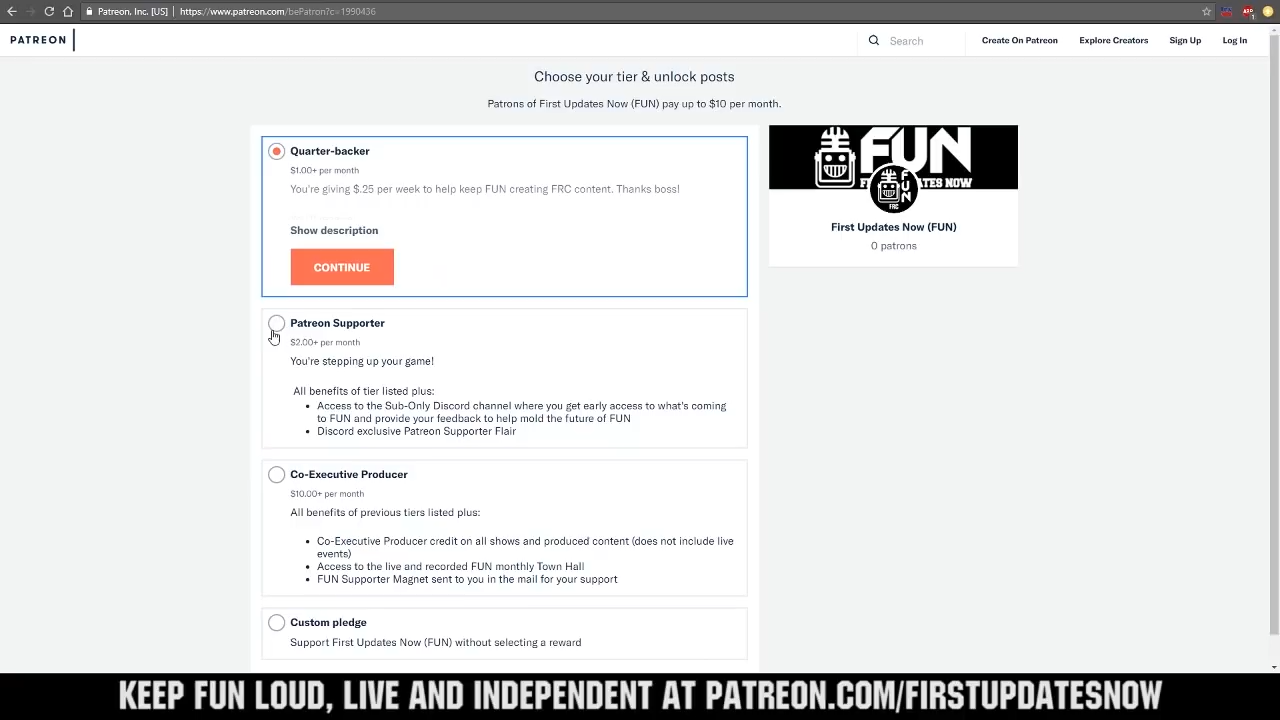 Patreon, Inc. [US] | https://www.patreon.com/bePatron?c=1990436
PATREON
Search
Create On Patreon
Explore Creators
Sign Up
Log In
Choose your tier & unlock posts
Patrons of First Updates Now (FUN) pay up to $10 per month.
Quarter-backer
$1.00+ per month
You're giving $.25 per week to help keep FUN creating FRC content. Thanks boss!
Show description
CONTINUE
Patreon Supporter
$2.00+ per month
You're stepping up your game!
All benefits of tier listed plus:
• Access to the Sub-Only Discord channel where you get early access to what's coming
to FUN and provide your feedback to help mold the future of FUN
• Discord exclusive Patreon Supporter Flair
Co-Executive Producer
$10.00+ per month
All benefits of previous tiers listed plus:
• Co-Executive Producer credit on all shows and produced content (does not include live
events)
• Access to the live and recorded FUN monthly Town Hall
• FUN Supporter Magnet sent to you in the mail for your support
Custom pledge
Support First Updates Now (FUN) without selecting a reward
FUN
FUN
FRC
First Updates Now (FUN)
0 patrons
KEEP FUN LOUD, LIVE AND INDEPENDENT AT PATREON.COM/FIRSTUPDATESNOW